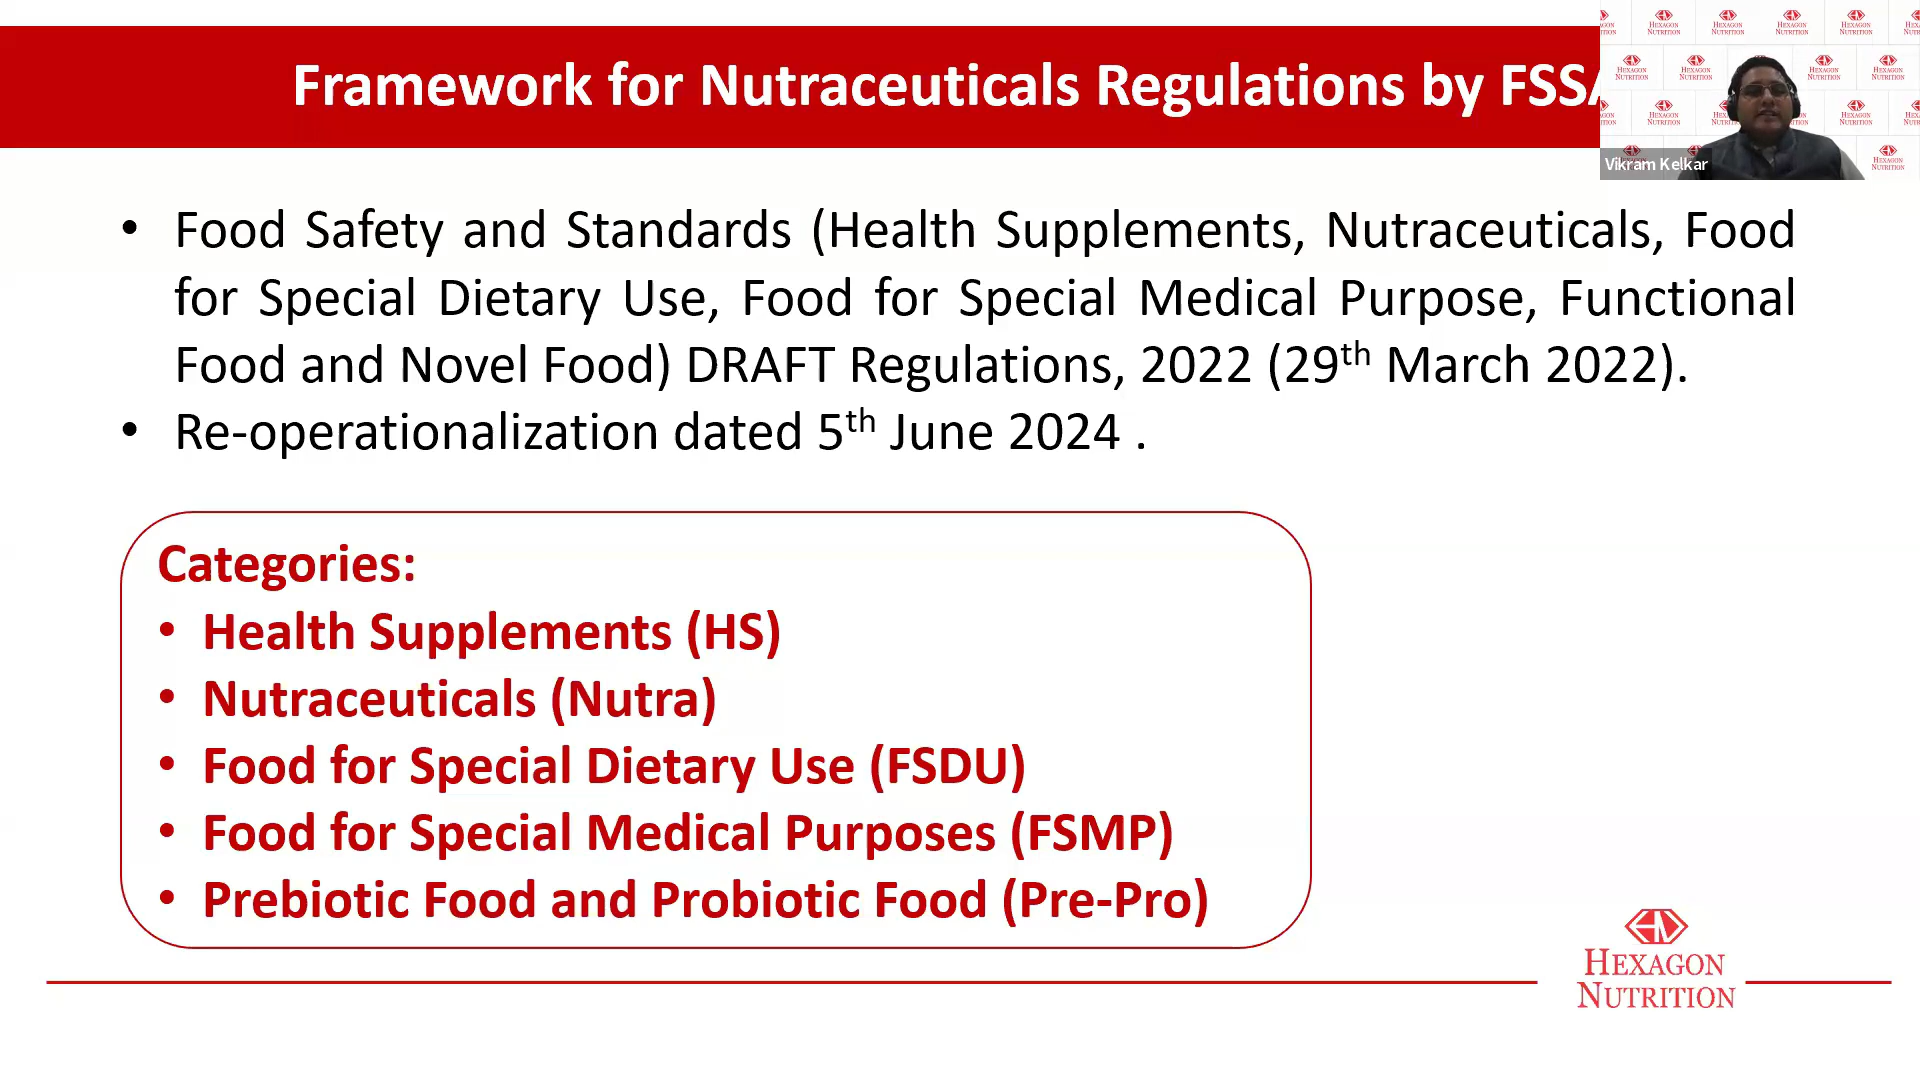 Framework for Nutraceuticals Regulations by FSSA
HEXAGON NUTRITION
Vikram Kelkar
• Food Safety and Standards (Health Supplements, Nutraceuticals, Food
for Special Dietary Use, Food for Special Medical Purpose, Functional
Food and Novel Food) DRAFT Regulations, 2022 (29th March 2022).
• Re-operationalization dated 5th June 2024 .
Categories:
• Health Supplements (HS)
• Nutraceuticals (Nutra)
• Food for Special Dietary Use (FSDU)
• Food for Special Medical Purposes (FSMP)
• Prebiotic Food and Probiotic Food (Pre-Pro)
HEXAGON
NUTRITION